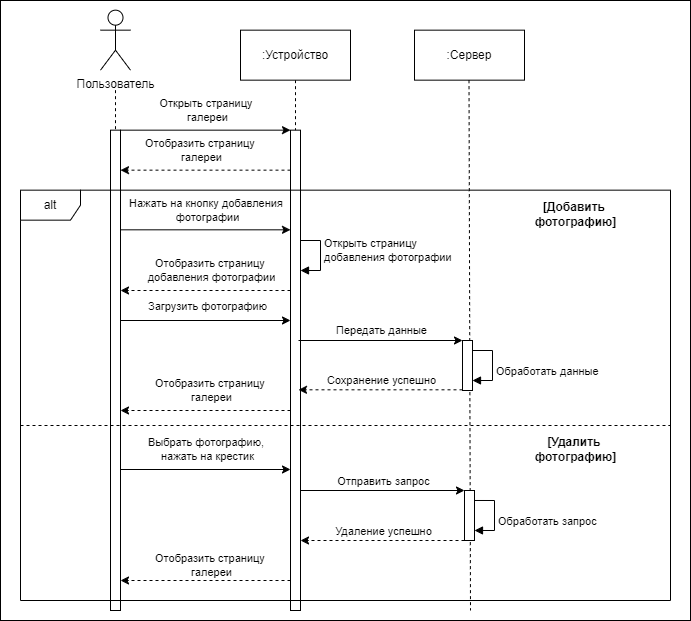 Пользователь
:Устройство
:Сервер
Открыть страницу
галереи
Отобразить страницу
галереи
alt
[Добавить
фотографию]
Нажать на кнопку добавления
фотографии
Открыть страницу
добавления фотографии
Отобразить страницу
добавления фотографии
Загрузить фотографию
Передать данные
Обработать данные
Сохранение успешно
Отобразить страницу
галереи
[Удалить
фотографию]
Выбрать фотографию,
нажать на крестик
Отправить запрос
Обработать запрос
Удаление успешно
Отобразить страницу
галереи